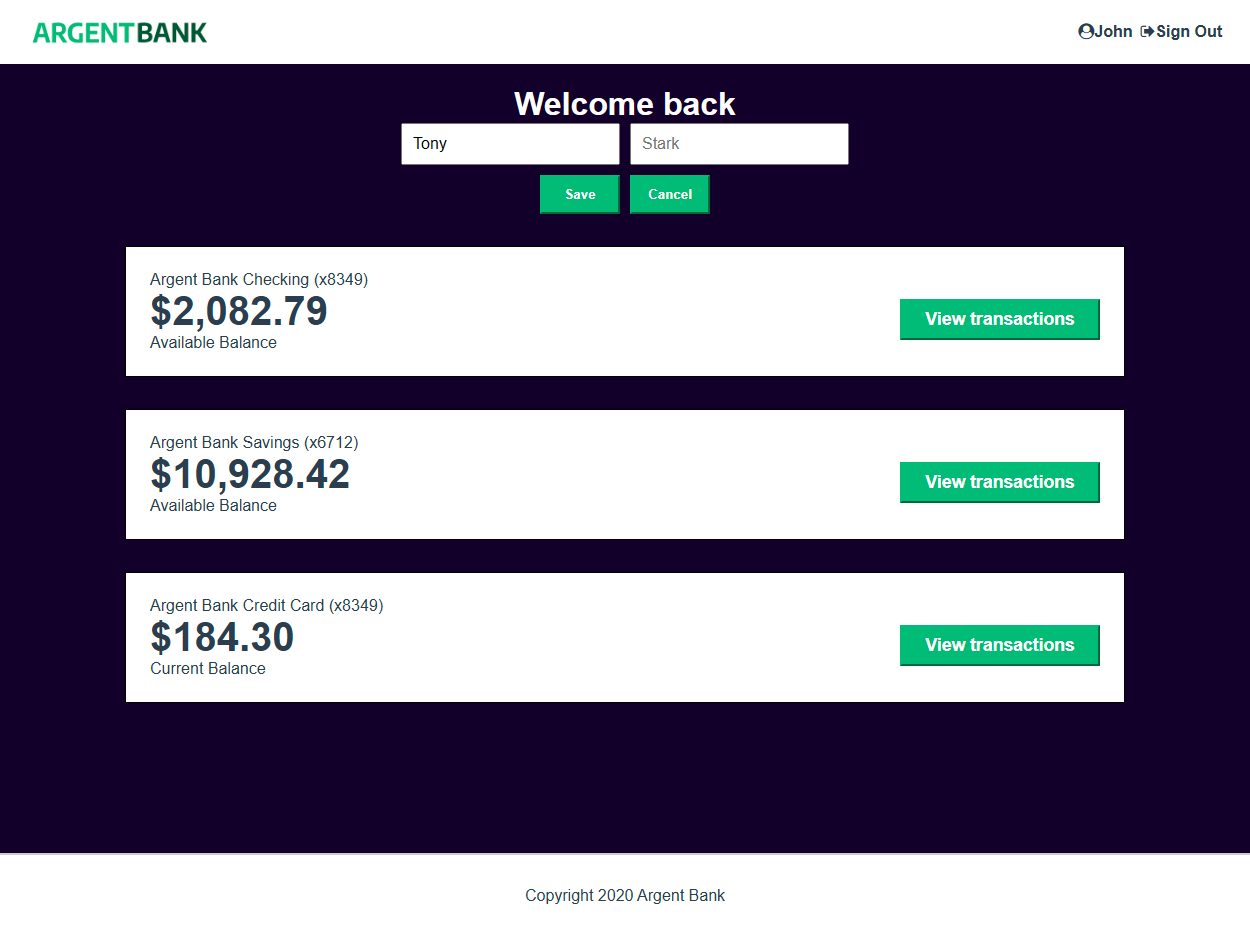 ARGENTBANK
John Sign Out
Welcome back
Tony Stark
Save Cancel
Argent Bank Checking (x8349)
$2,082.79
Available Balance
View transactions
Argent Bank Savings (x6712)
$10,928.42
Available Balance
View transactions
Argent Bank Credit Card (x8349)
$184.30
Current Balance
View transactions
Copyright 2020 Argent Bank